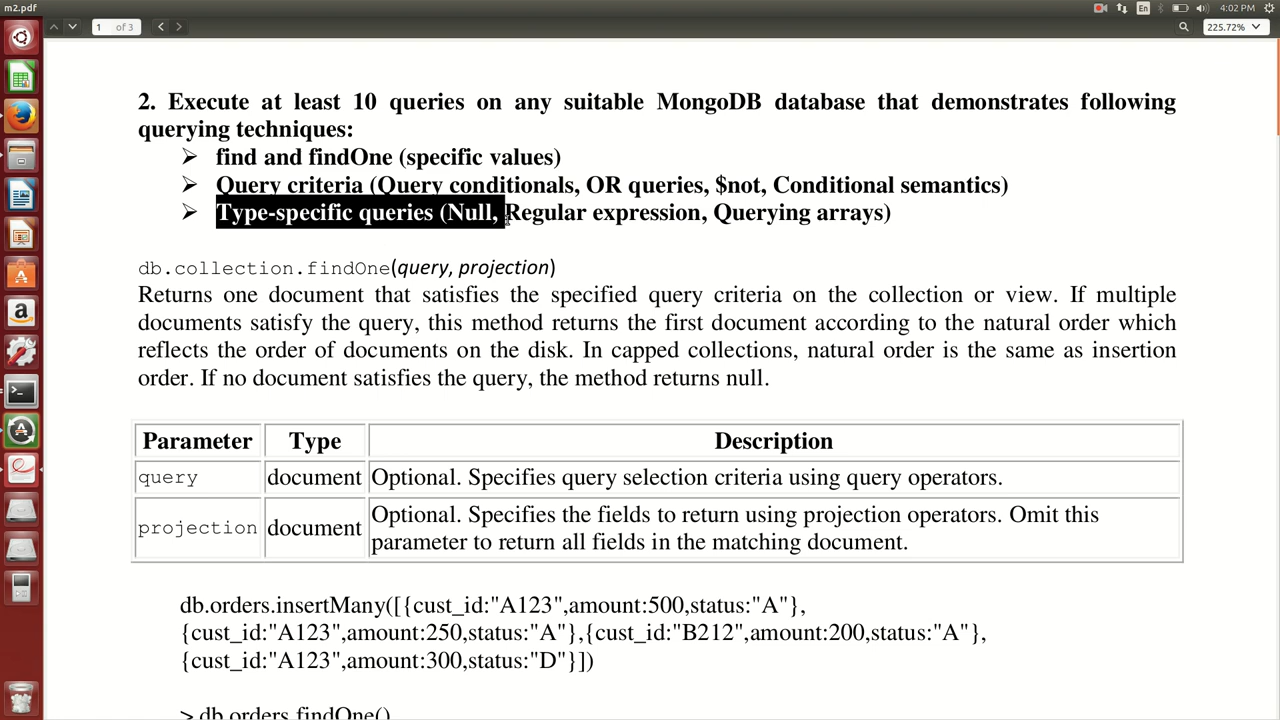 m2.pdf
En
4:02 PM
1 of 3
225.72%
2. Execute at least 10 queries on any suitable MongoDB database that demonstrates following
querying techniques:
➢ find and findOne (specific values)
➢ Query criteria (Query conditionals, OR queries, $not, Conditional semantics)
➢ Type-specific queries (Null, Regular expression, Querying arrays)
db.collection.findOne(query, projection)
Returns one document that satisfies the specified query criteria on the collection or view. If multiple
documents satisfy the query, this method returns the first document according to the natural order which
reflects the order of documents on the disk. In capped collections, natural order is the same as insertion
order. If no document satisfies the query, the method returns null.
Parameter Type Description
query document Optional. Specifies query selection criteria using query operators.
projection document Optional. Specifies the fields to return using projection operators. Omit this
parameter to return all fields in the matching document.
db.orders.insertMany([{cust_id:"A123",amount:500,status:"A"},
{cust_id:"A123",amount:250,status:"A"},{cust_id:"B212",amount:200,status:"A"},
{cust_id:"A123",amount:300,status:"D"}])
> db.orders.findOne()